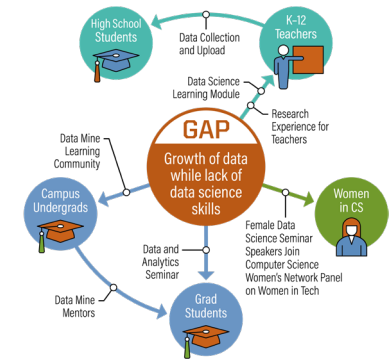 High School
Students
K-12
Teachers
Data Collection
and Upload
Data Science
Learning Module
Research
Experience for
Teachers
GAP
Growth of data
while lack of
data science
skills
Data Mine
Learning
Community
Campus
Undergrads
Women
in CS
Female Data
Science Seminar
Speakers Join
Computer Science
Women's Network Panel
on Women in Tech
Data and
Analytics
Seminar
Data Mine
Mentors
Grad
Students